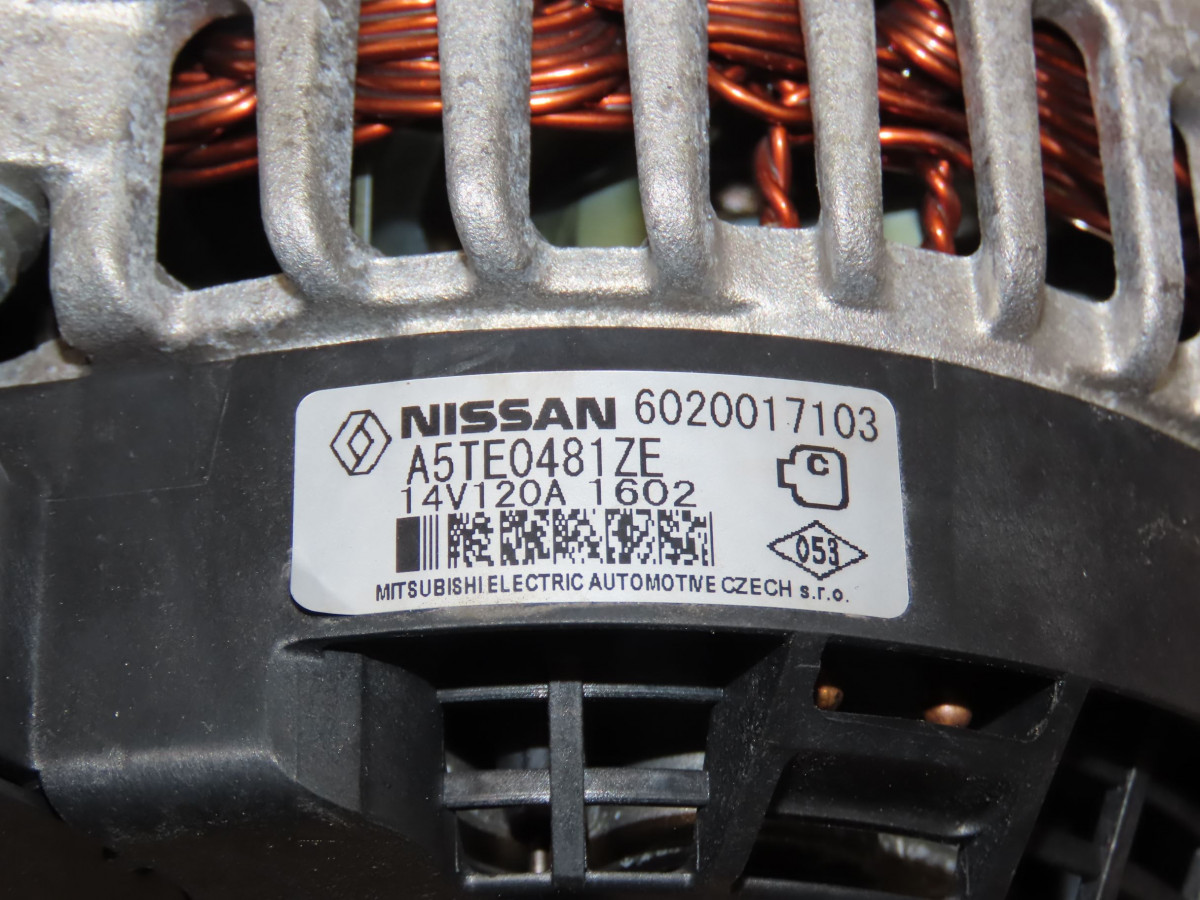 NISSAN 6020017103
A5TE0481ZE
C
14V120A 1602
053
MITSUBISHI ELECTRIC AUTOMOTIVE CZECH s.r.o.